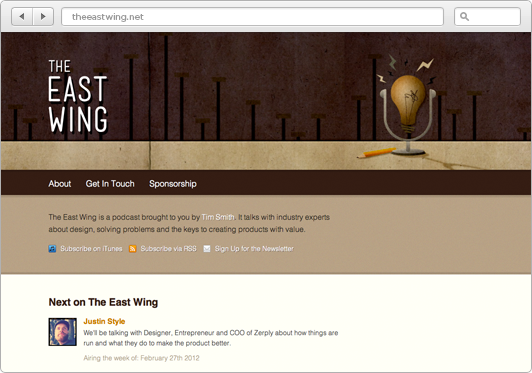 theeastwing.net
THE
EAST
WING
About Get In Touch Sponsorship
The East Wing is a podcast brought to you by Tim Smith. It talks with industry experts
about design, solving problems and the keys to creating products with value.
Subscribe on iTunes Subscribe via RSS Sign Up for the Newsletter
Next on The East Wing
Justin Style
We'll be talking with Designer, Entrepreneur and COO of Zerply about how things are
run and what they do to make the product better.
Airing the week of: February 27th 2012